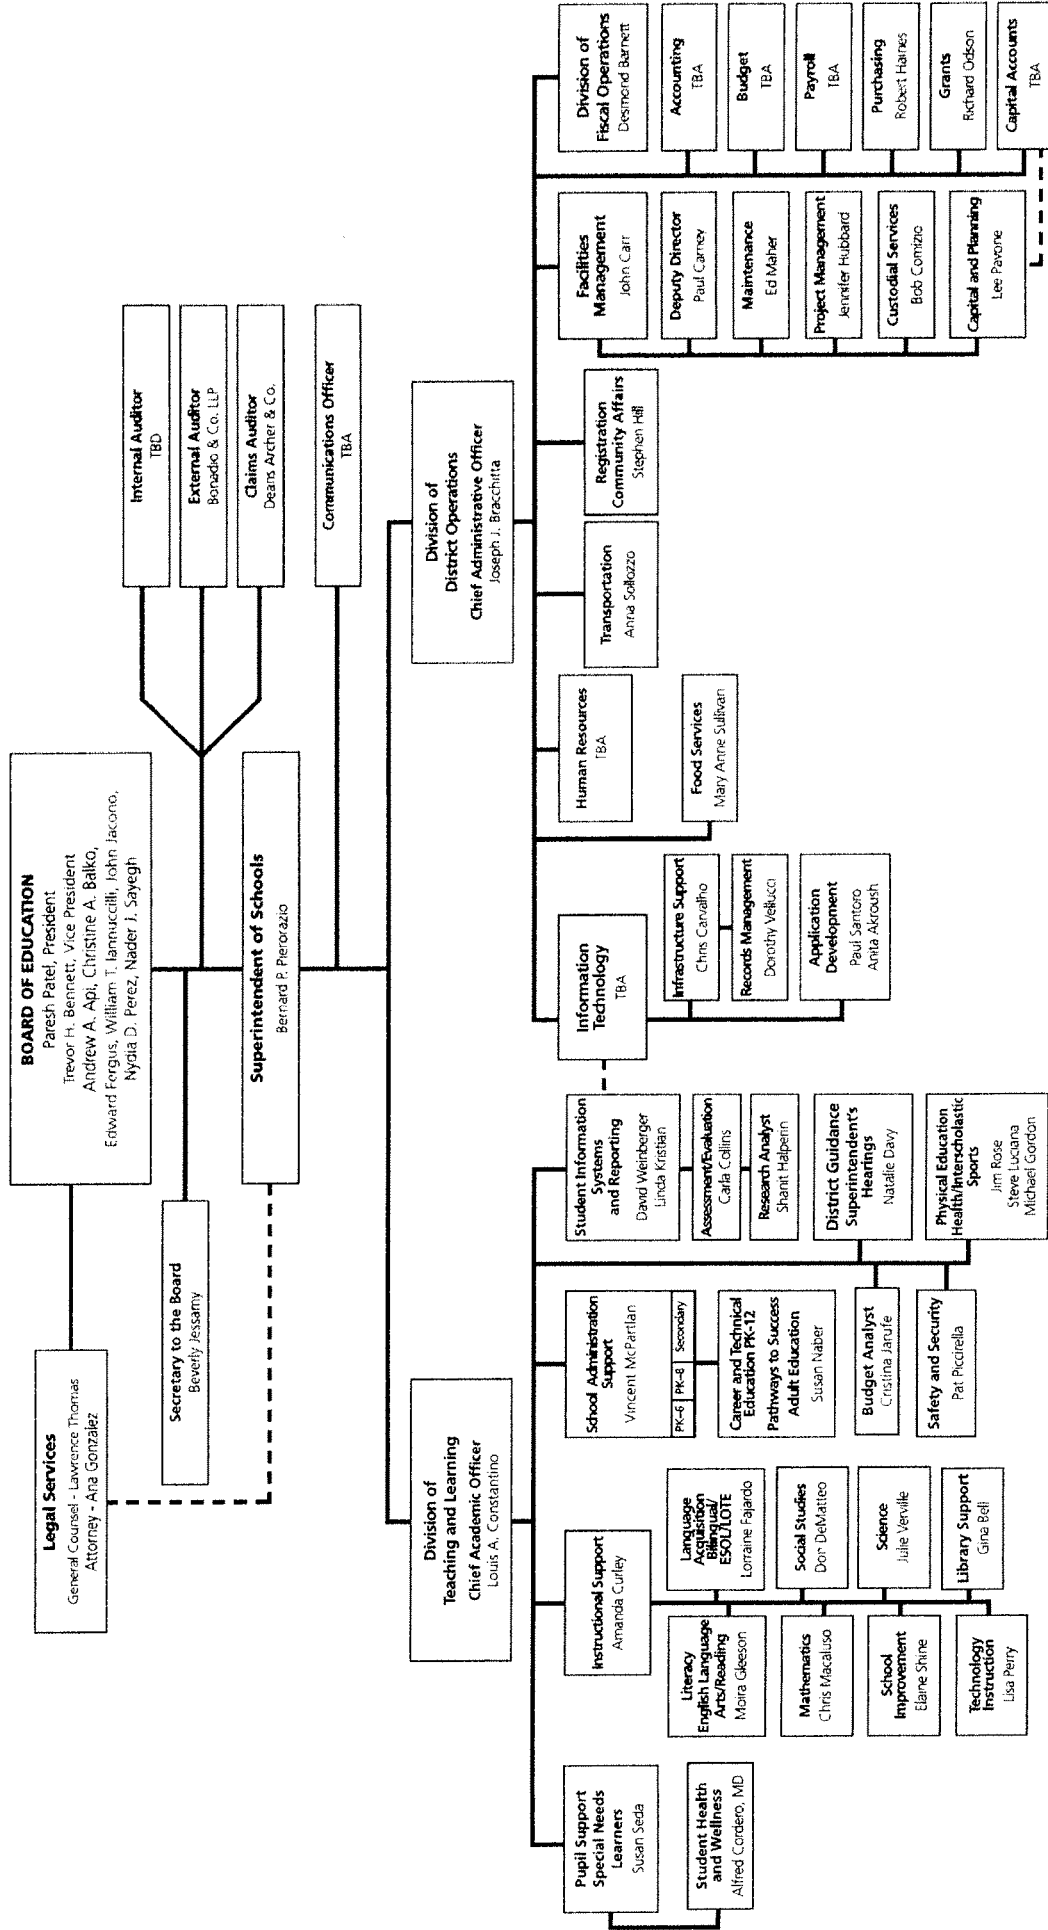 BOARD OF EDUCATION
Paresh Patel, President
Trevor H. Bennett, Vice President
Andrew A. Api, Christine A. Balko,
Edward Fergus, William T. Iannuccilli, John Jacono,
Nydia D. Perez, Nader J. Sayegh
Legal Services
General Counsel - Lawrence Thomas
Attorney - Ana Gonzalez
Secretary to the Board
Beverly Jessamy
Internal Auditor
TBD
External Auditor
Bonadio & Co. LLP
Claims Auditor
Deans Archer & Co.
Superintendent of Schools
Bernard P. Pierorazio
Communications Officer
TBA
Division of
Teaching and Learning
Chief Academic Officer
Louis A. Constantino
Division of
District Operations
Chief Administrative Officer
Joseph J. Bracchitta
Pupil Support
Special Needs
Learners
Susan Seda
Student Health
and Wellness
Alfred Cordero, MD
Instructional Support
Amanda Curley
Literacy
English Language
Arts/Reading
Moira Gleeson
Language
Acquisition
Bilingual/
ESOL/LOTE
Lorraine Fajardo
Mathematics
Chris Macaluso
Social Studies
Don DeMatteo
School
Improvement
Elaine Shine
Science
Julie Verville
Technology
Instruction
Lisa Perry
Library Support
Gina Bell
School Administration
Support
Vincent McPartlan
PK–6 PK–8 Secondary
Career and Technical
Education PK-12
Pathways to Success
Adult Education
Susan Naber
Budget Analyst
Cristina Jarufe
Safety and Security
Pat Piccirella
Student Information
Systems
and Reporting
David Weinberger
Linda Kristian
Assessment/Evaluation
Carla Collins
Research Analyst
Shanit Halperin
District Guidance
Superintendent's
Hearings
Natalie Davy
Physical Education
Health/Interscholastic
Sports
Jim Rose
Steve Luciana
Michael Gordon
Information
Technology
TBA
Infrastructure Support
Chris Carvalho
Records Management
Dorothy Vellucci
Application
Development
Paul Santoro
Anita Akroush
Human Resources
TBA
Food Services
Mary Anne Sullivan
Transportation
Anna Sollozzo
Registration
Community Affairs
Stephen Hill
Facilities
Management
John Carr
Deputy Director
Paul Carney
Maintenance
Ed Maher
Project Management
Jennifer Hubbard
Custodial Services
Bob Comizio
Capital and Planning
Lee Pavone
Division of
Fiscal Operations
Desmond Barnett
Accounting
TBA
Budget
TBA
Payroll
TBA
Purchasing
Robert Haines
Grants
Richard Odson
Capital Accounts
TBA